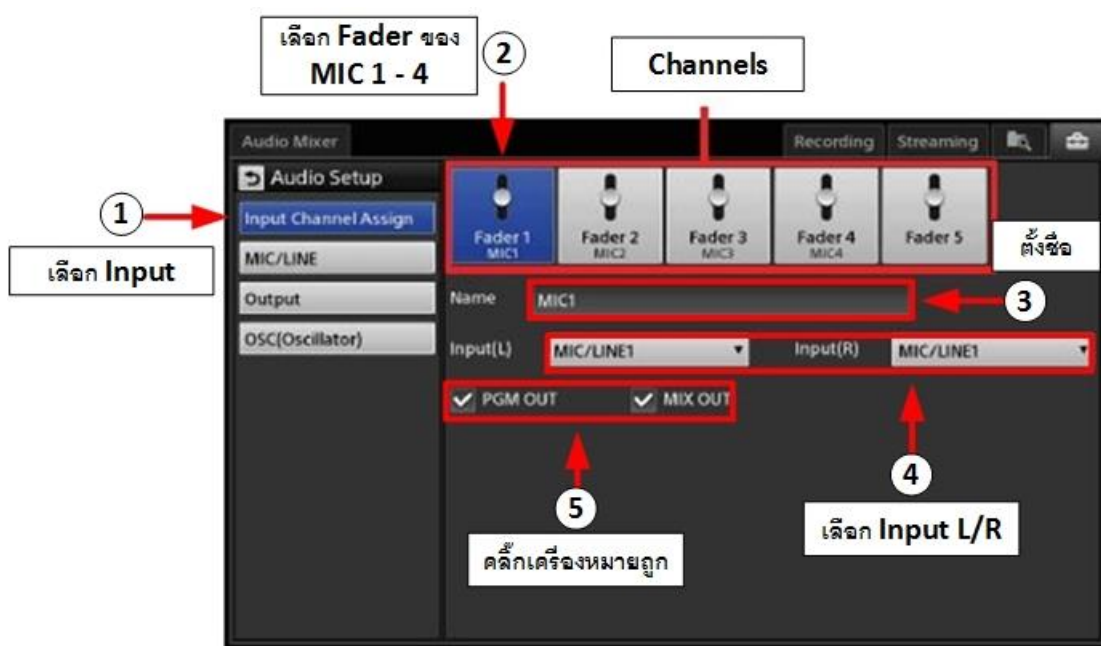 เลือก Fader ของ
MIC 1 - 4
2
Channels
Audio Mixer
Recording
Streaming
Audio Setup
1
Input Channel Assign
เลือก Input
MIC/LINE
Output
OSC(Oscillator)
Fader 1
MIC1
Fader 2
MIC2
Fader 3
MIC3
Fader 4
MIC4
Fader 5
ตั้งชื่อ
3
Name
MIC1
Input(L)
MIC/LINE1
Input(R)
MIC/LINE1
PGM OUT
MIX OUT
4
เลือก Input L/R
5
คลิ๊กเครื่องหมายถูก